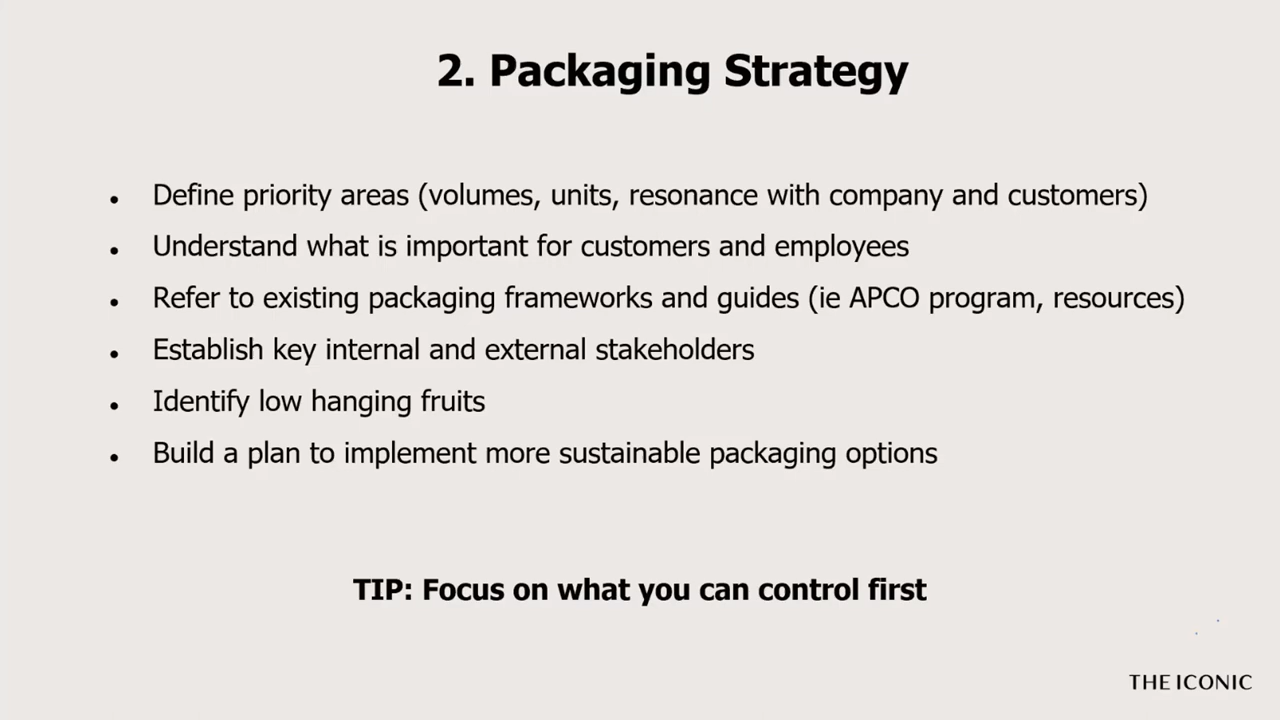 2. Packaging Strategy
• Define priority areas (volumes, units, resonance with company and customers)
• Understand what is important for customers and employees
• Refer to existing packaging frameworks and guides (ie APCO program, resources)
• Establish key internal and external stakeholders
• Identify low hanging fruits
• Build a plan to implement more sustainable packaging options
TIP: Focus on what you can control first
THE ICONIC